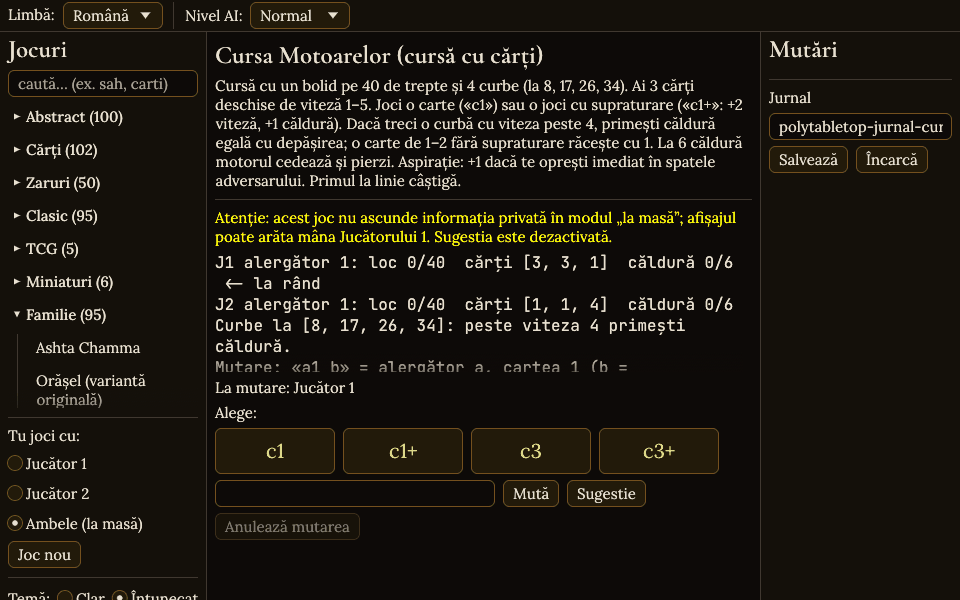 Limbă: Română ▼ Nivel AI: Normal ▼
Jocuri
caută... (ex. sah, carti)
▸ Abstract (100)
▸ Cărți (102)
▸ Zaruri (50)
▸ Clasic (95)
▸ TCG (5)
▸ Miniaturi (6)
▾ Familie (95)
Ashta Chamma
Orășel (variantă
originală)
Tu joci cu:
Jucător 1
Jucător 2
Ambele (la masă)
Joc nou
Temă: Clar Întunecat
Cursa Motoarelor (cursă cu cărți)
Cursă cu un bolid pe 40 de trepte și 4 curbe (la 8, 17, 26, 34). Ai 3 cărți
deschise de viteză 1–5. Joci o carte («c1») sau o joci cu supraturare («c1+»: +2
viteză, +1 căldură). Dacă treci o curbă cu viteza peste 4, primești căldură
egală cu depășirea; o carte de 1–2 fără supraturare răcește cu 1. La 6 căldură
motorul cedează și pierzi. Aspirație: +1 dacă te oprești imediat în spatele
adversarului. Primul la linie câștigă.
Atenție: acest joc nu ascunde informația privată în modul „la masă”; afișajul
poate arăta mâna Jucătorului 1. Sugestia este dezactivată.
J1 alergător 1: loc 0/40 cărți [3, 3, 1] căldură 0/6
← la rând
J2 alergător 1: loc 0/40 cărți [1, 1, 4] căldură 0/6
Curbe la [8, 17, 26, 34]: peste viteza 4 primești
căldură.
Mutare: «a1 b» = alergător a, cartea 1 (b =
La mutare: Jucător 1
Alege:
c1 c1+ c3 c3+
Mută Sugestie
Anulează mutarea
Mutări
Jurnal
polytabletop-jurnal-cur
Salvează Încarcă